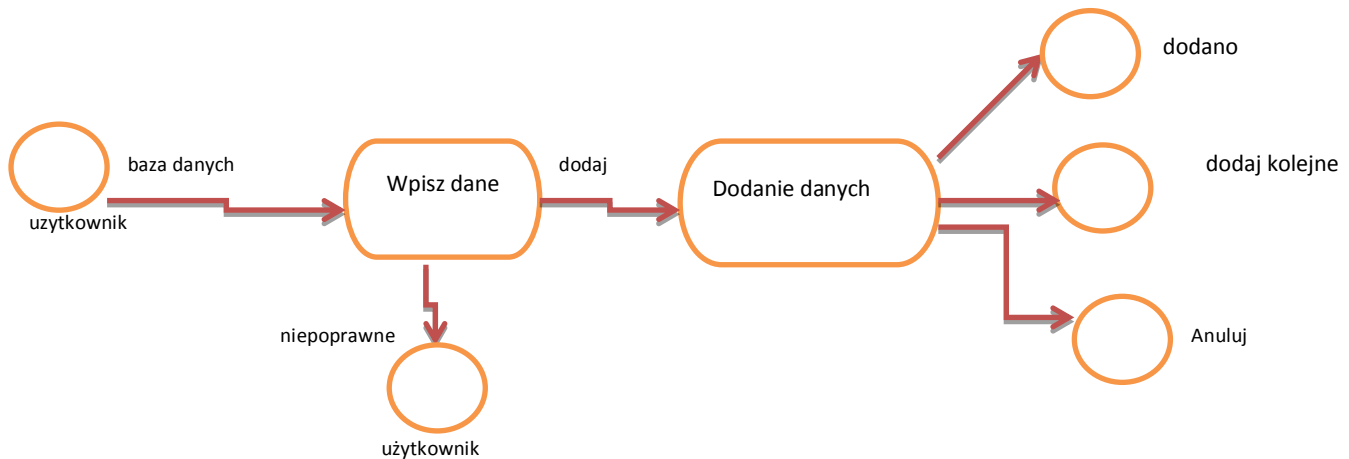 dodano
baza danych
Wpisz dane
dodaj
Dodanie danych
dodaj kolejne
uzytkownik
niepoprawne
Anuluj
użytkownik